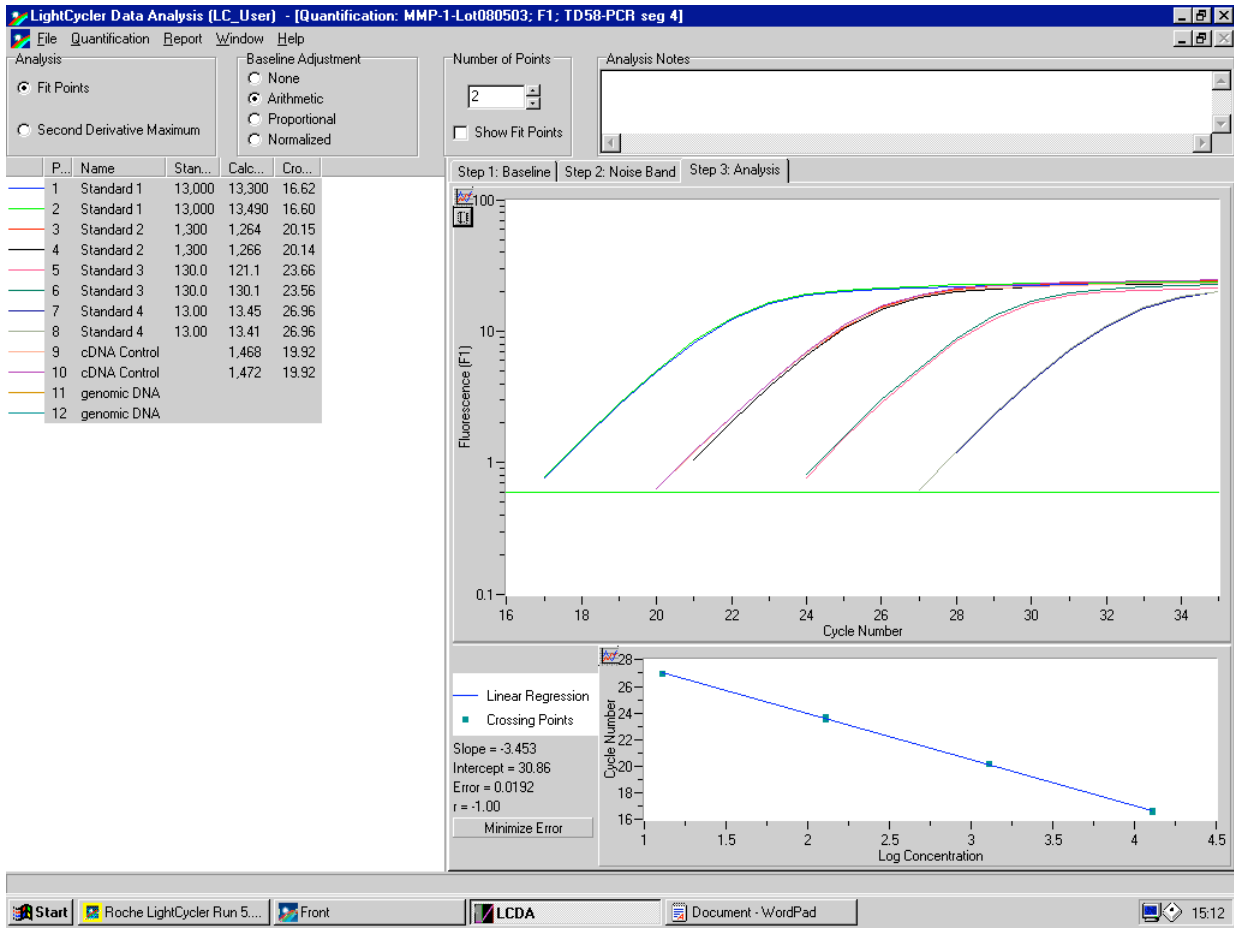 LightCycler Data Analysis (LC_User) - [Quantification: MMP-1-Lot080503; F1; TD58-PCR seg 4]
File Quantification Report Window Help
Analysis
Fit Points
Second Derivative Maximum
Baseline Adjustment
None
Arithmetic
Proportional
Normalized
Number of Points
2
Show Fit Points
Analysis Notes
P... Name Stan... Calc... Cro...
1 Standard 1 13,000 13,300 16.62
2 Standard 1 13,000 13,490 16.60
3 Standard 2 1,300 1,264 20.15
4 Standard 2 1,300 1,266 20.14
5 Standard 3 130.0 121.1 23.66
6 Standard 3 130.0 130.1 23.56
7 Standard 4 13.00 13.45 26.96
8 Standard 4 13.00 13.41 26.96
9 cDNA Control 1,468 19.92
10 cDNA Control 1,472 19.92
11 genomic DNA
12 genomic DNA
Step 1: Baseline Step 2: Noise Band Step 3: Analysis
100
10
1
0.1
Fluorescence (F1)
16 18 20 22 24 26 28 30 32 34
Cycle Number
Linear Regression
Crossing Points
Slope = -3.453
Intercept = 30.86
Error = 0.0192
r = -1.00
Minimize Error
28
26
24
22
20
18
16
Cycle Number
1 1.5 2 2.5 3 3.5 4 4.5
Log Concentration
Start Roche LightCycler Run 5.... Front LCDA Document - WordPad 15:12